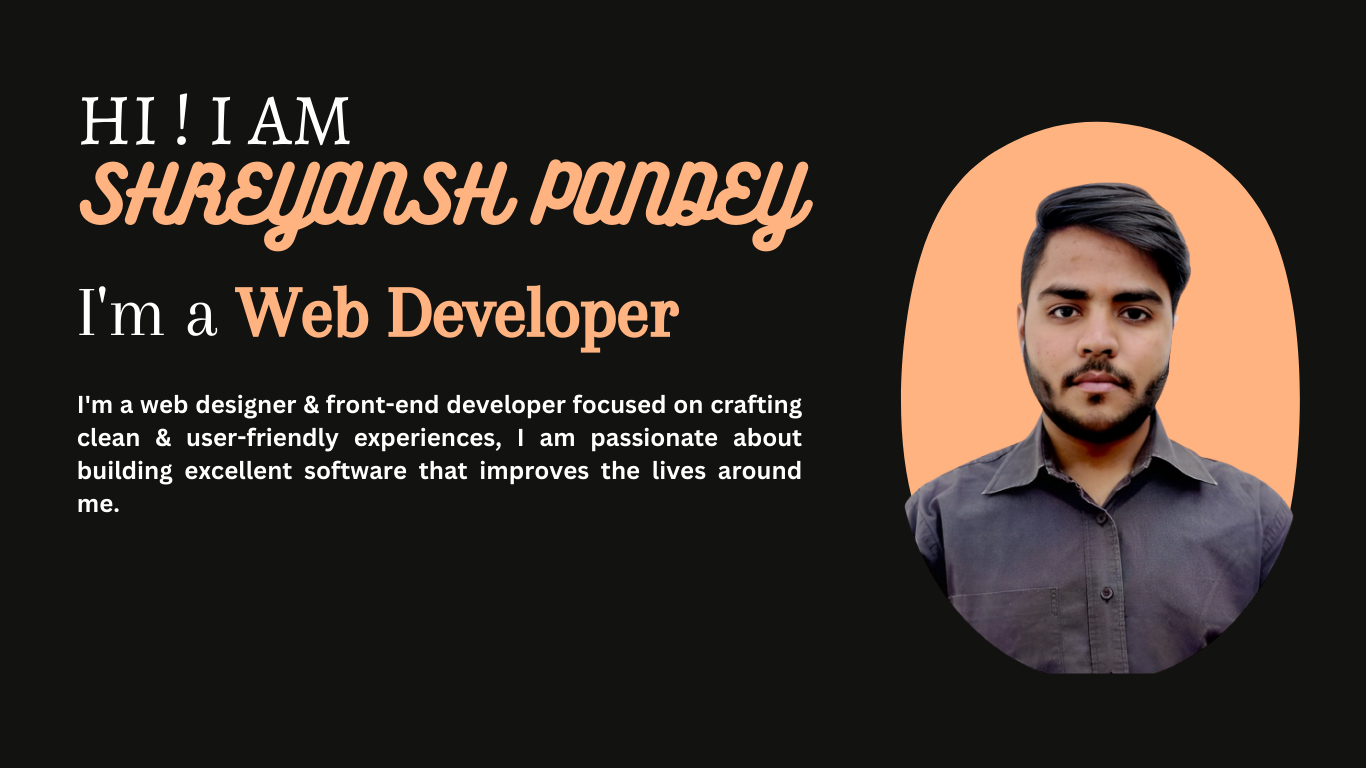 HI ! I AM
SHREYANSH PANDEY
I'm a Web Developer
I'm a web designer & front-end developer focused on crafting
clean & user-friendly experiences, I am passionate about
building excellent software that improves the lives around
me.